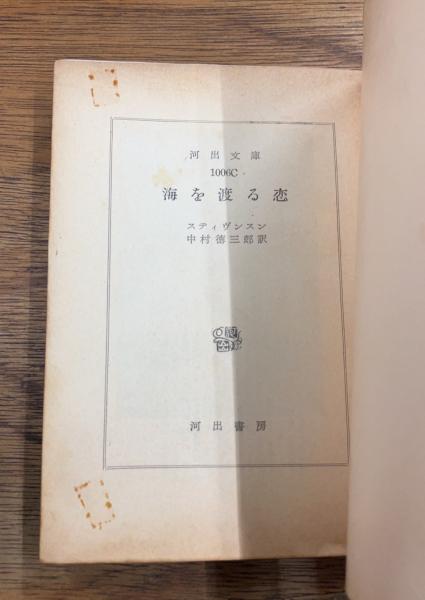 河出文庫
1006C
海を渡る恋
スティヴンスン
中村徳三郎訳
河出書房